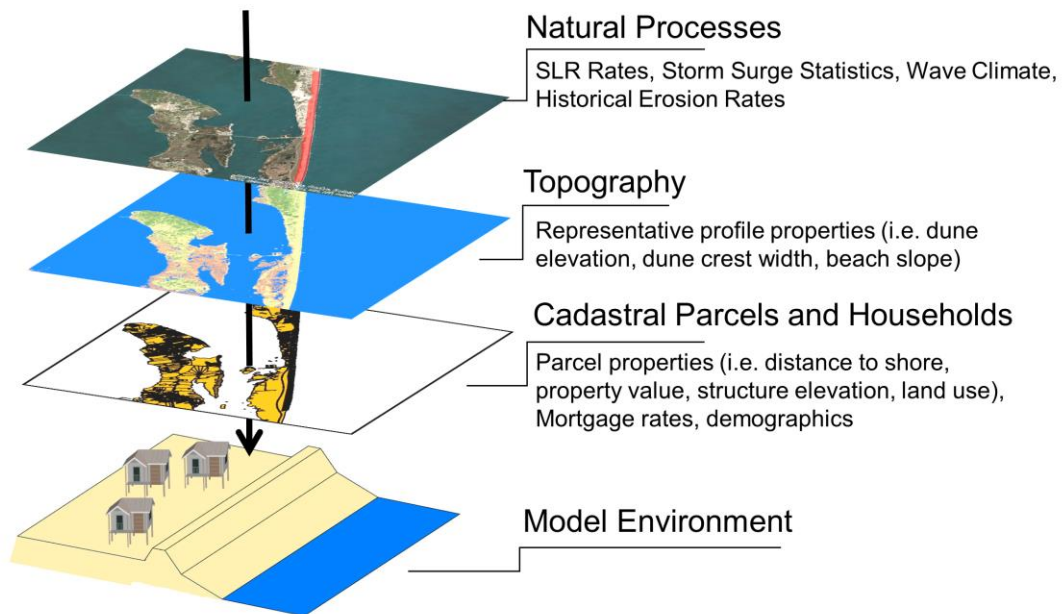 Natural Processes
SLR Rates, Storm Surge Statistics, Wave Climate,
Historical Erosion Rates
Topography
Representative profile properties (i.e. dune
elevation, dune crest width, beach slope)
Cadastral Parcels and Households
Parcel properties (i.e. distance to shore,
property value, structure elevation, land use),
Mortgage rates, demographics
Model Environment